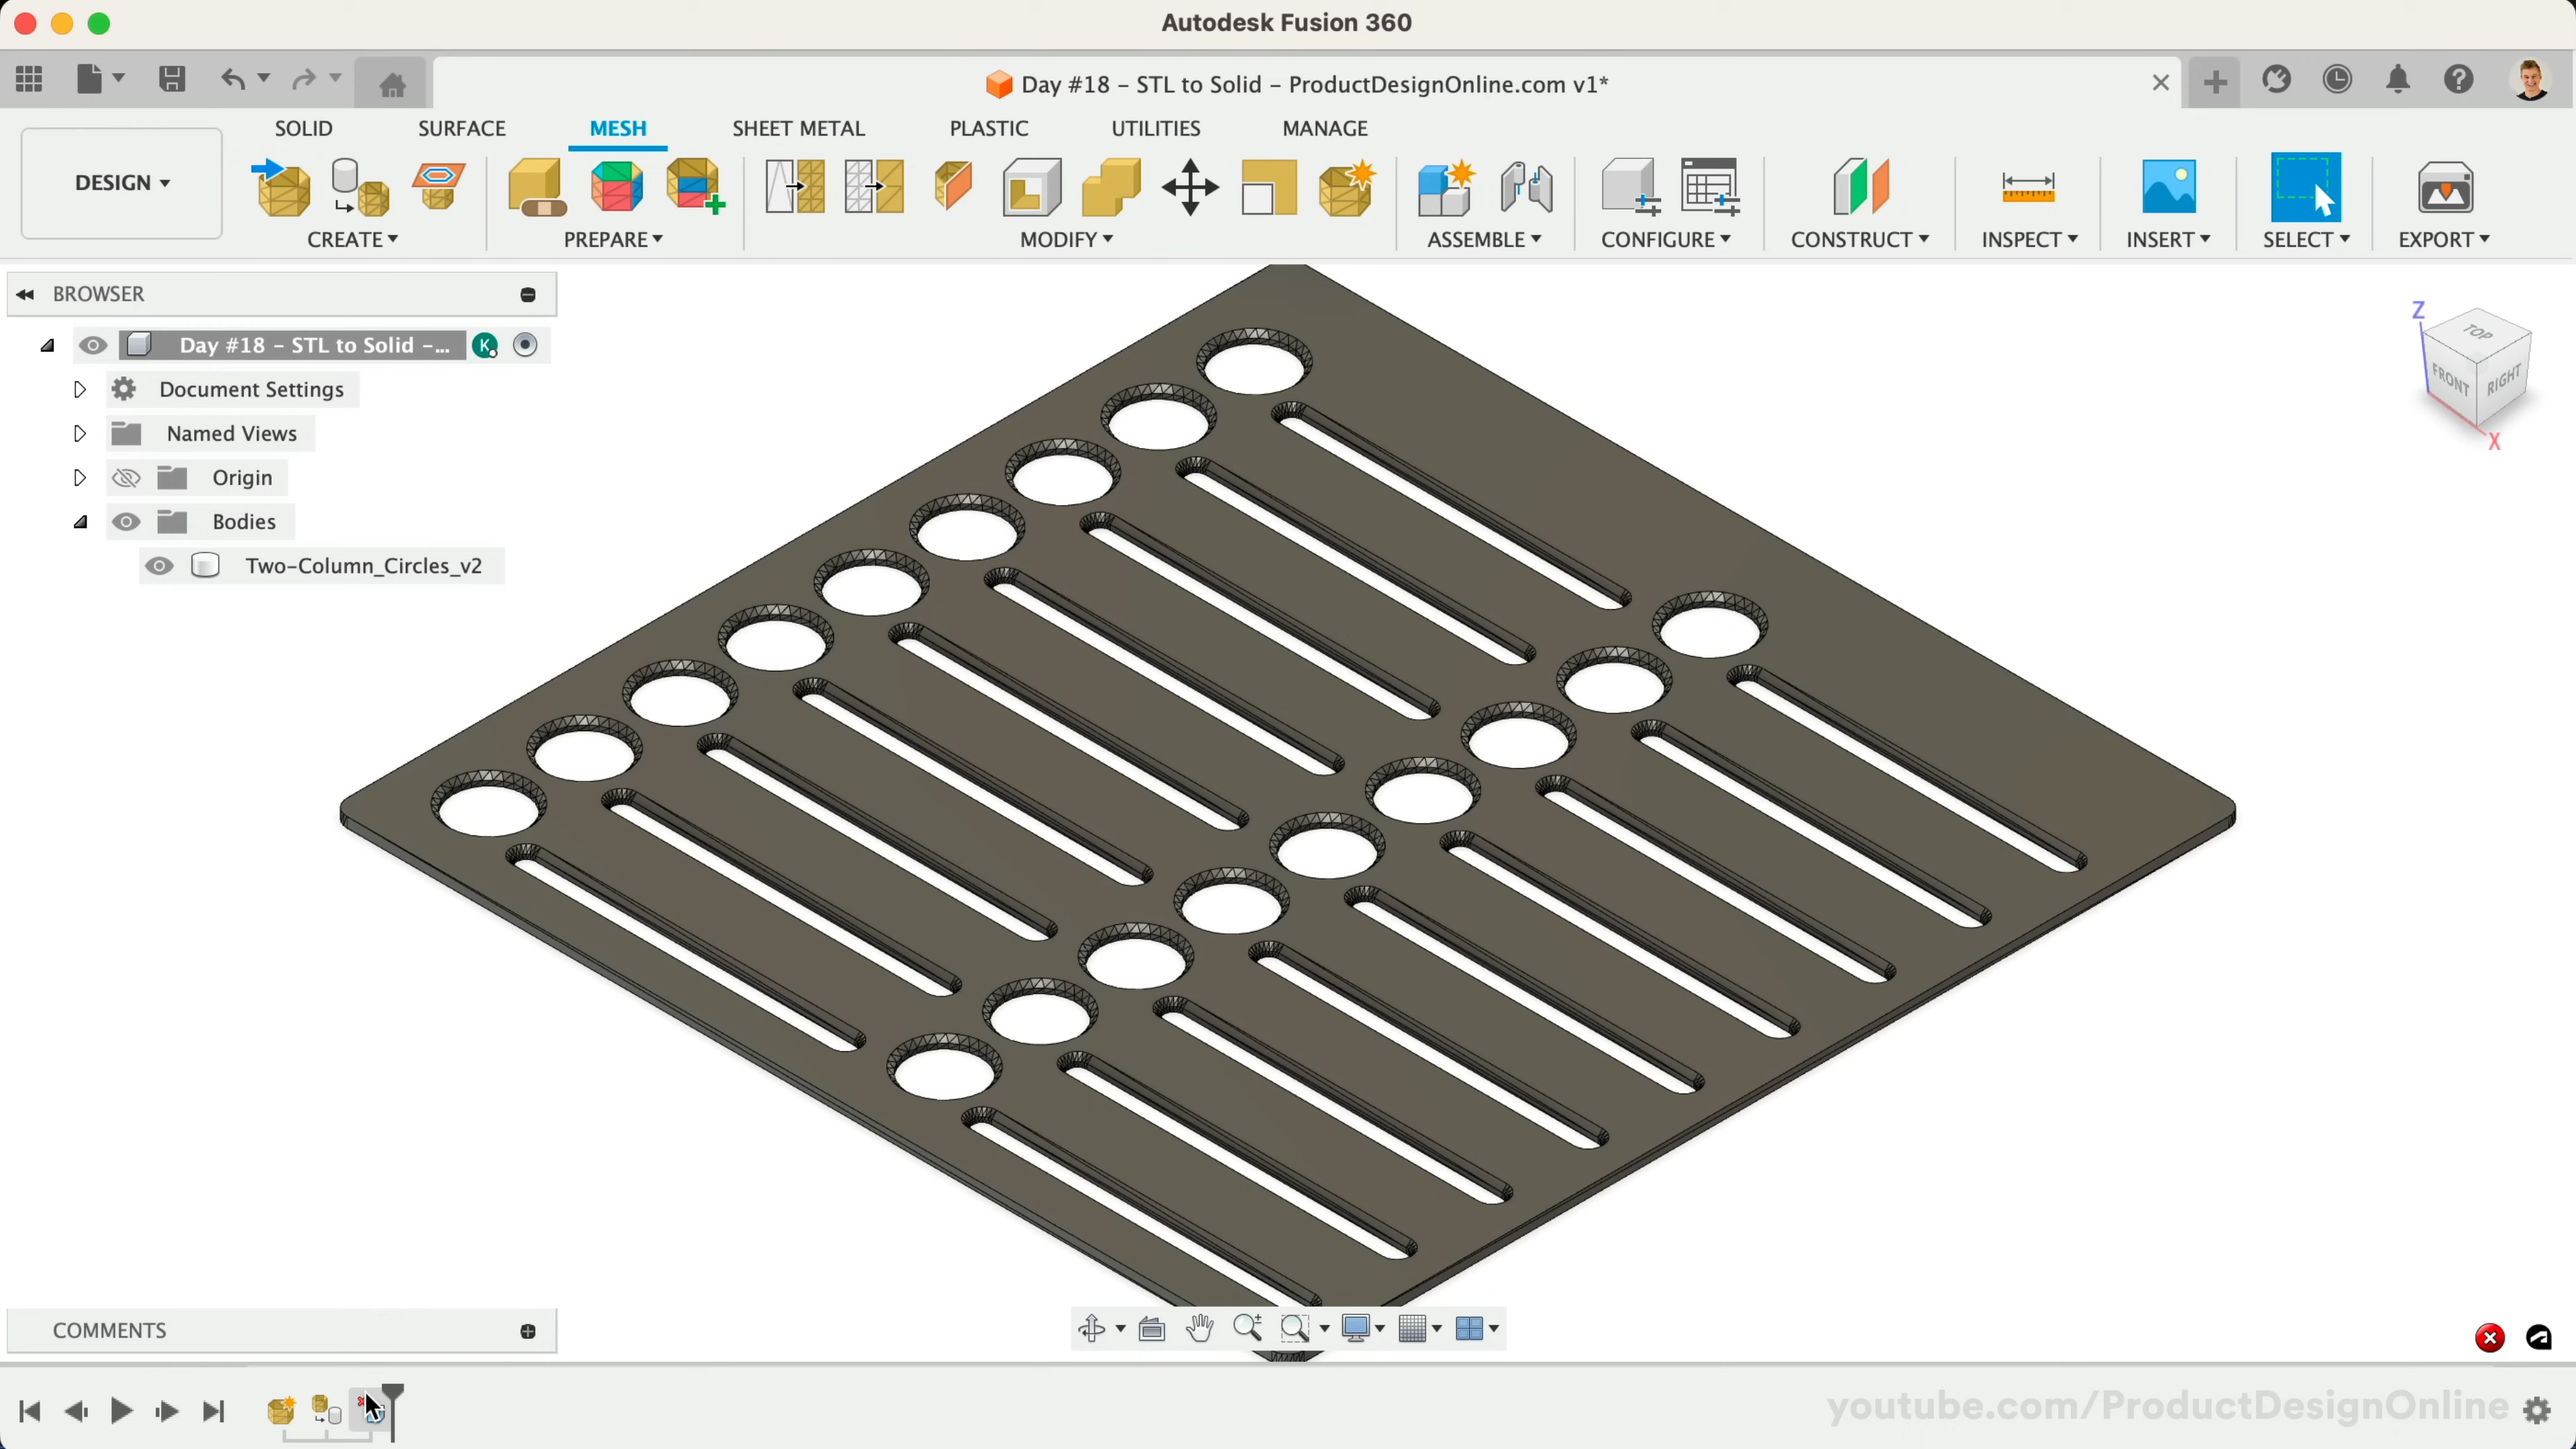 Autodesk Fusion 360
Day #18 – STL to Solid – ProductDesignOnline.com v1*
SOLID SURFACE MESH SHEET METAL PLASTIC UTILITIES MANAGE
DESIGN
CREATE PREPARE MODIFY ASSEMBLE CONFIGURE CONSTRUCT INSPECT INSERT SELECT EXPORT
BROWSER
Day #18 – STL to Solid –...
K
Document Settings
Named Views
Origin
Bodies
Two-Column_Circles_v2
Z
TOP
FRONT
RIGHT
X
COMMENTS
youtube.com/ProductDesignOnline